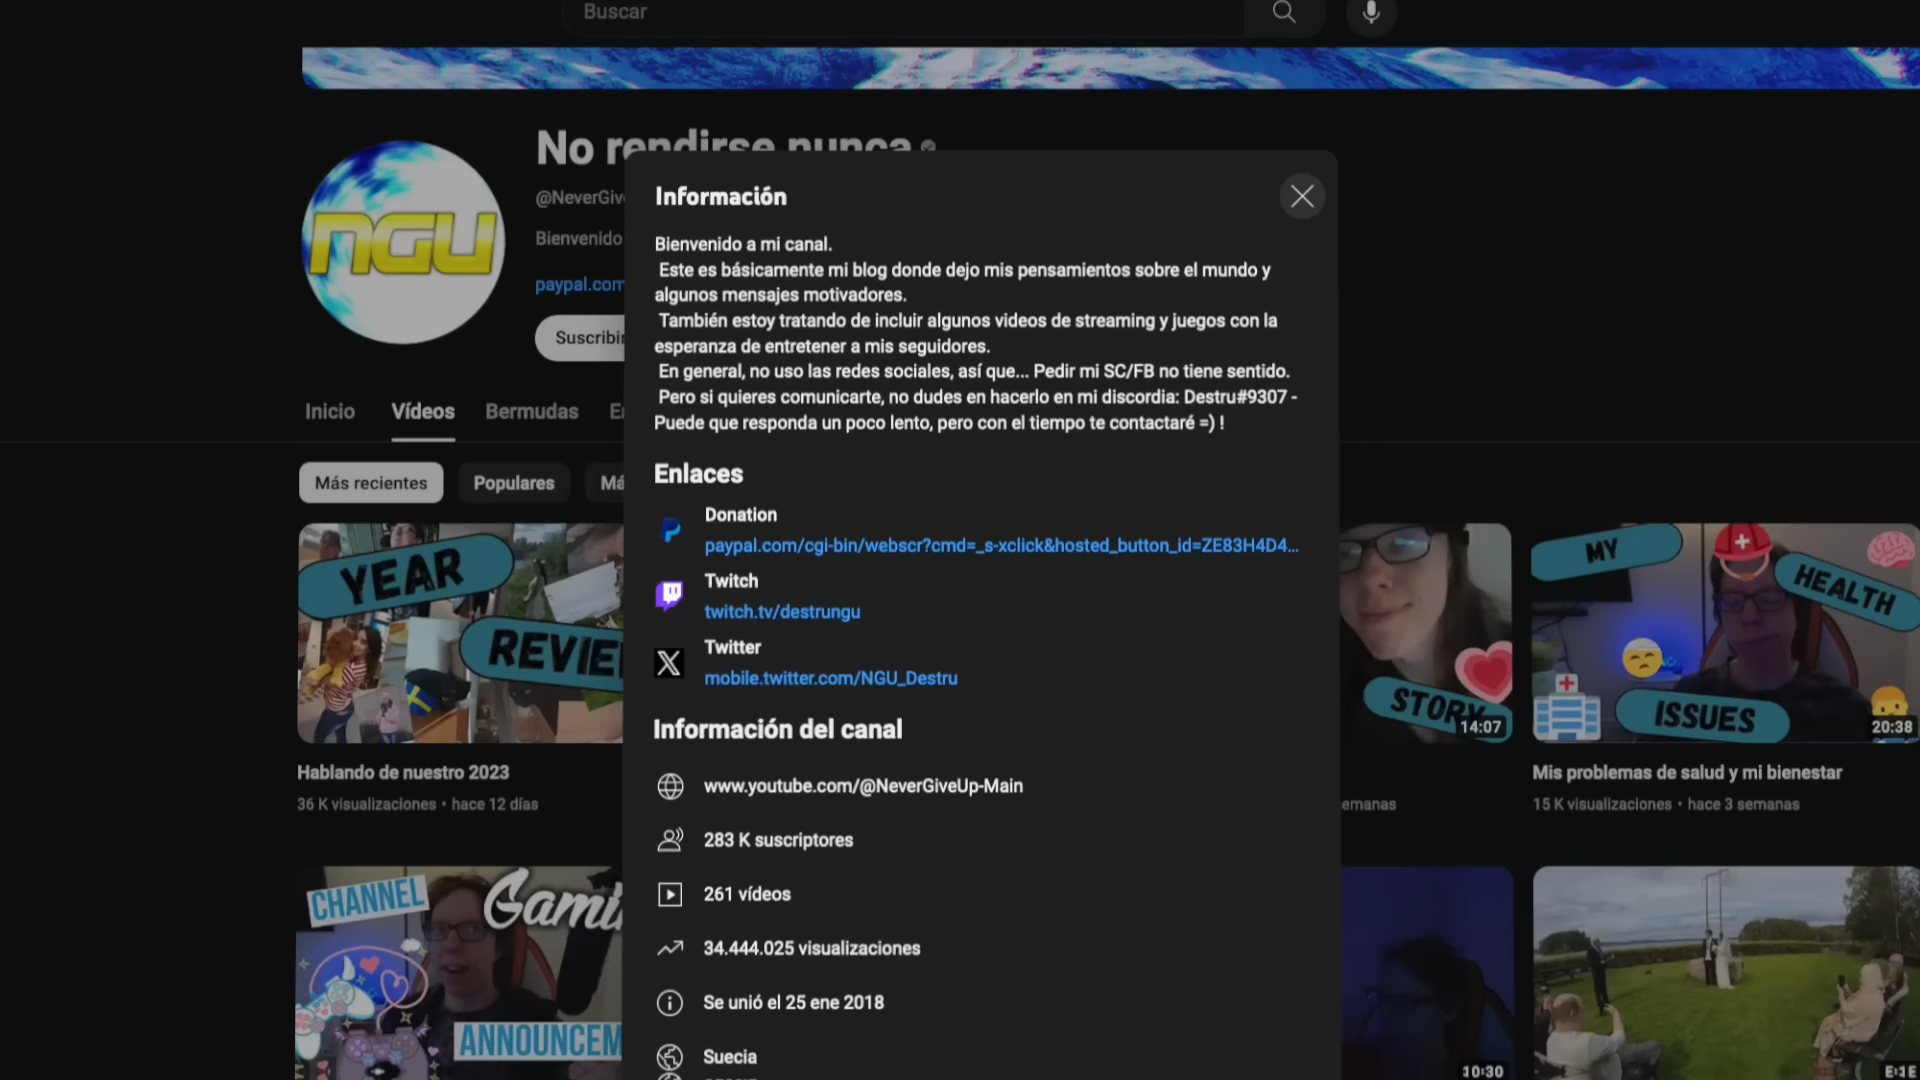 Buscar
No rendirse nunca
@NeverGiv
Bienvenido
paypal.com
Suscribir
NGU
Inicio
Vídeos
Bermudas
Más recientes
Populares
Má
Información
Bienvenido a mi canal.
Este es básicamente mi blog donde dejo mis pensamientos sobre el mundo y
algunos mensajes motivadores.
También estoy tratando de incluir algunos videos de streaming y juegos con la
esperanza de entretener a mis seguidores.
En general, no uso las redes sociales, así que... Pedir mi SC/FB no tiene sentido.
Pero si quieres comunicarte, no dudes en hacerlo en mi discordia: Destru#9307 -
Puede que responda un poco lento, pero con el tiempo te contactaré =) !
Enlaces
Donation
paypal.com/cgi-bin/webscr?cmd=_s-xclick&hosted_button_id=ZE83H4D4...
Twitch
twitch.tv/destrungu
Twitter
mobile.twitter.com/NGU_Destru
Información del canal
www.youtube.com/@NeverGiveUp-Main
283 K suscriptores
261 vídeos
34.444.025 visualizaciones
Se unió el 25 ene 2018
Suecia
YEAR
REVIE
Hablando de nuestro 2023
36 K visualizaciones • hace 12 días
STORY
14:07
emanas
MY
HEALTH
ISSUES
20:38
Mis problemas de salud y mi bienestar
15 K visualizaciones • hace 3 semanas
CHANNEL
Gami
ANNOUNCEM
10:30